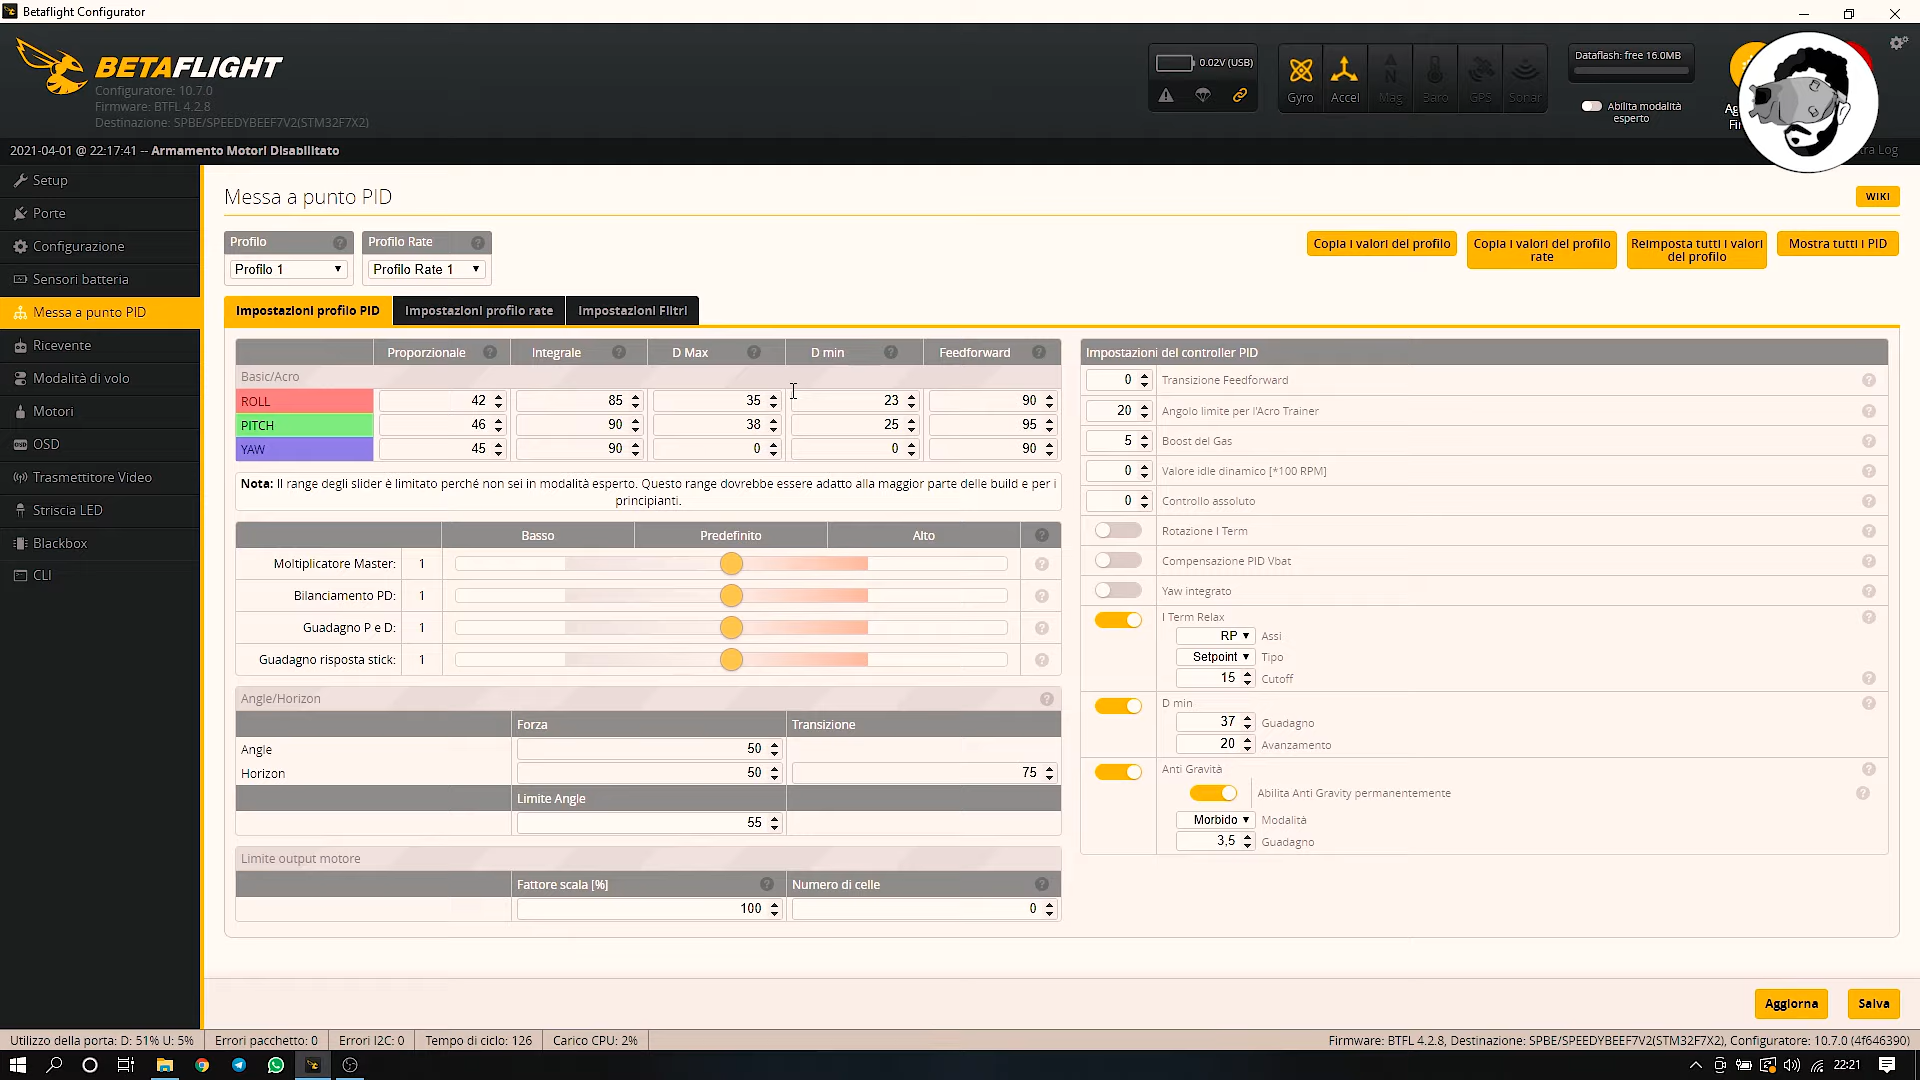 Betaflight Configurator
BETAFLIGHT
Configuratore: 10.7.0
Firmware: BTFL 4.2.8
Destinazione: SPBE/SPEEDYBEEF7V2(STM32F7X2)
0.02V (USB)
Gyro
Accel
Mag
Baro
GPS
Sonar
Dataflash: free 16.0MB
Abilita modalità
esperto
2021-04-01 @ 22:17:41 -- Armamento Motori Disabilitato
Log
Setup
Porte
Configurazione
Sensori batteria
Messa a punto PID
Ricevente
Modalità di volo
Motori
OSD
Trasmettitore Video
Striscia LED
Blackbox
CLI
Messa a punto PID
WIKI
Profilo
Profilo Rate
Profilo 1
Profilo Rate 1
Copia i valori del profilo
Copia i valori del profilo
rate
Reimposta tutti i valori
del profilo
Mostra tutti i PID
Impostazioni profilo PID
Impostazioni profilo rate
Impostazioni Filtri
Proporzionale Integrale D Max D min Feedforward
Basic/Acro
ROLL 42 85 35 23 90
PITCH 46 90 38 25 95
YAW 45 90 0 0 90
Nota: Il range degli slider è limitato perché non sei in modalità esperto. Questo range dovrebbe essere adatto alla maggior parte delle build e per i
principianti.
Basso Predefinito Alto
Moltiplicatore Master: 1
Bilanciamento PD: 1
Guadagno P e D: 1
Guadagno risposta stick: 1
Angle/Horizon
Forza Transizione
Angle 50
Horizon 50 75
Limite Angle
55
Limite output motore
Fattore scala [%] Numero di celle
100 0
Impostazioni del controller PID
0 Transizione Feedforward
20 Angolo limite per l'Acro Trainer
5 Boost del Gas
0 Valore idle dinamico [*100 RPM]
0 Controllo assoluto
Rotazione I Term
Compensazione PID Vbat
Yaw integrato
I Term Relax
RP Assi
Setpoint Tipo
15 Cutoff
D min
37 Guadagno
20 Avanzamento
Anti Gravità
Abilita Anti Gravity permanentemente
Morbido Modalità
3,5 Guadagno
Aggiorna
Salva
Utilizzo della porta: D: 51% U: 5%
Errori pacchetto: 0
Errori I2C: 0
Tempo di ciclo: 126
Carico CPU: 2%
Firmware: BTFL 4.2.8, Destinazione: SPBE/SPEEDYBEEF7V2(STM32F7X2), Configuratore: 10.7.0 (4f646390)
22:21